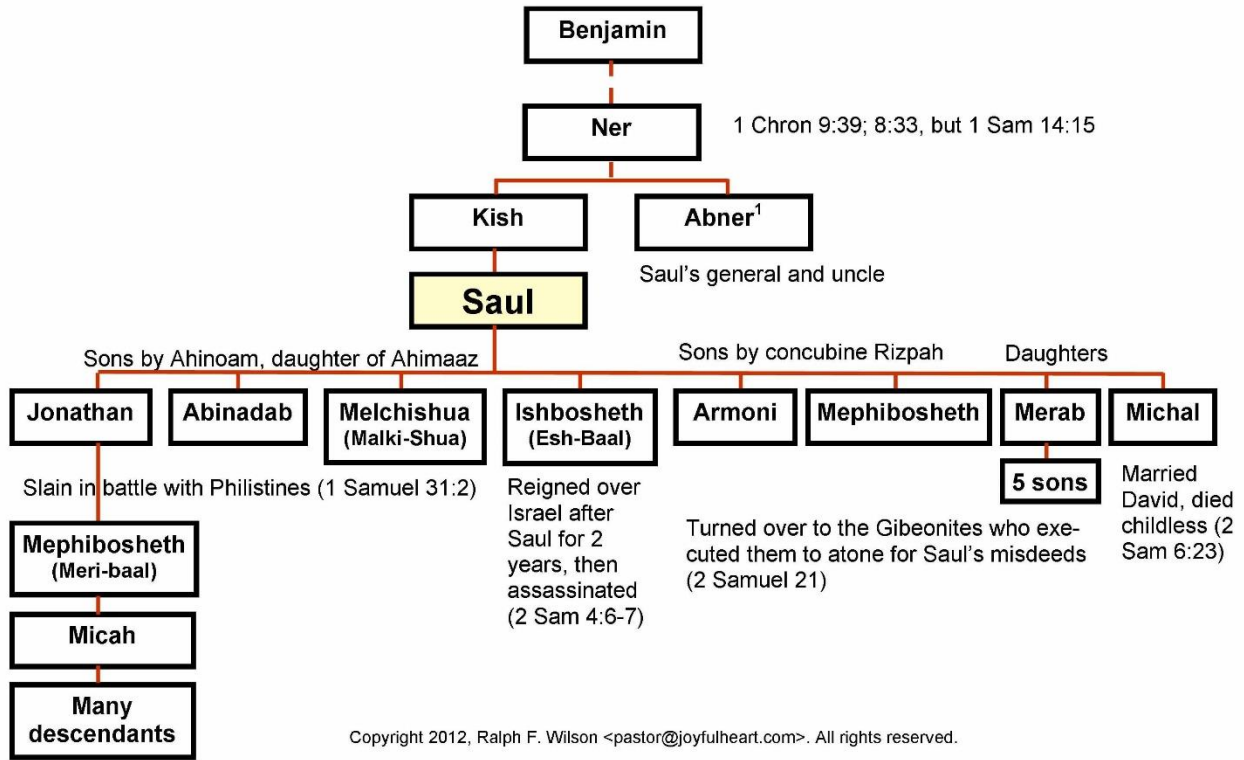 Benjamin
Ner
1 Chron 9:39; 8:33, but 1 Sam 14:15
Kish
Abner¹
Saul's general and uncle
Saul
Sons by Ahinoam, daughter of Ahimaaz
Sons by concubine Rizpah
Daughters
Jonathan
Abinadab
Melchishua
(Malki-Shua)
Ishbosheth
(Esh-Baal)
Armoni
Mephibosheth
Merab
Michal
5 sons
Slain in battle with Philistines (1 Samuel 31:2)
Reigned over
Israel after
Saul for 2
years, then
assassinated
(2 Sam 4:6-7)
Turned over to the Gibeonites who exe-
cuted them to atone for Saul's misdeeds
(2 Samuel 21)
Married
David, died
childless (2
Sam 6:23)
Mephibosheth
(Meri-baal)
Micah
Many
descendants
Copyright 2012, Ralph F. Wilson <pastor@joyfulheart.com>. All rights reserved.